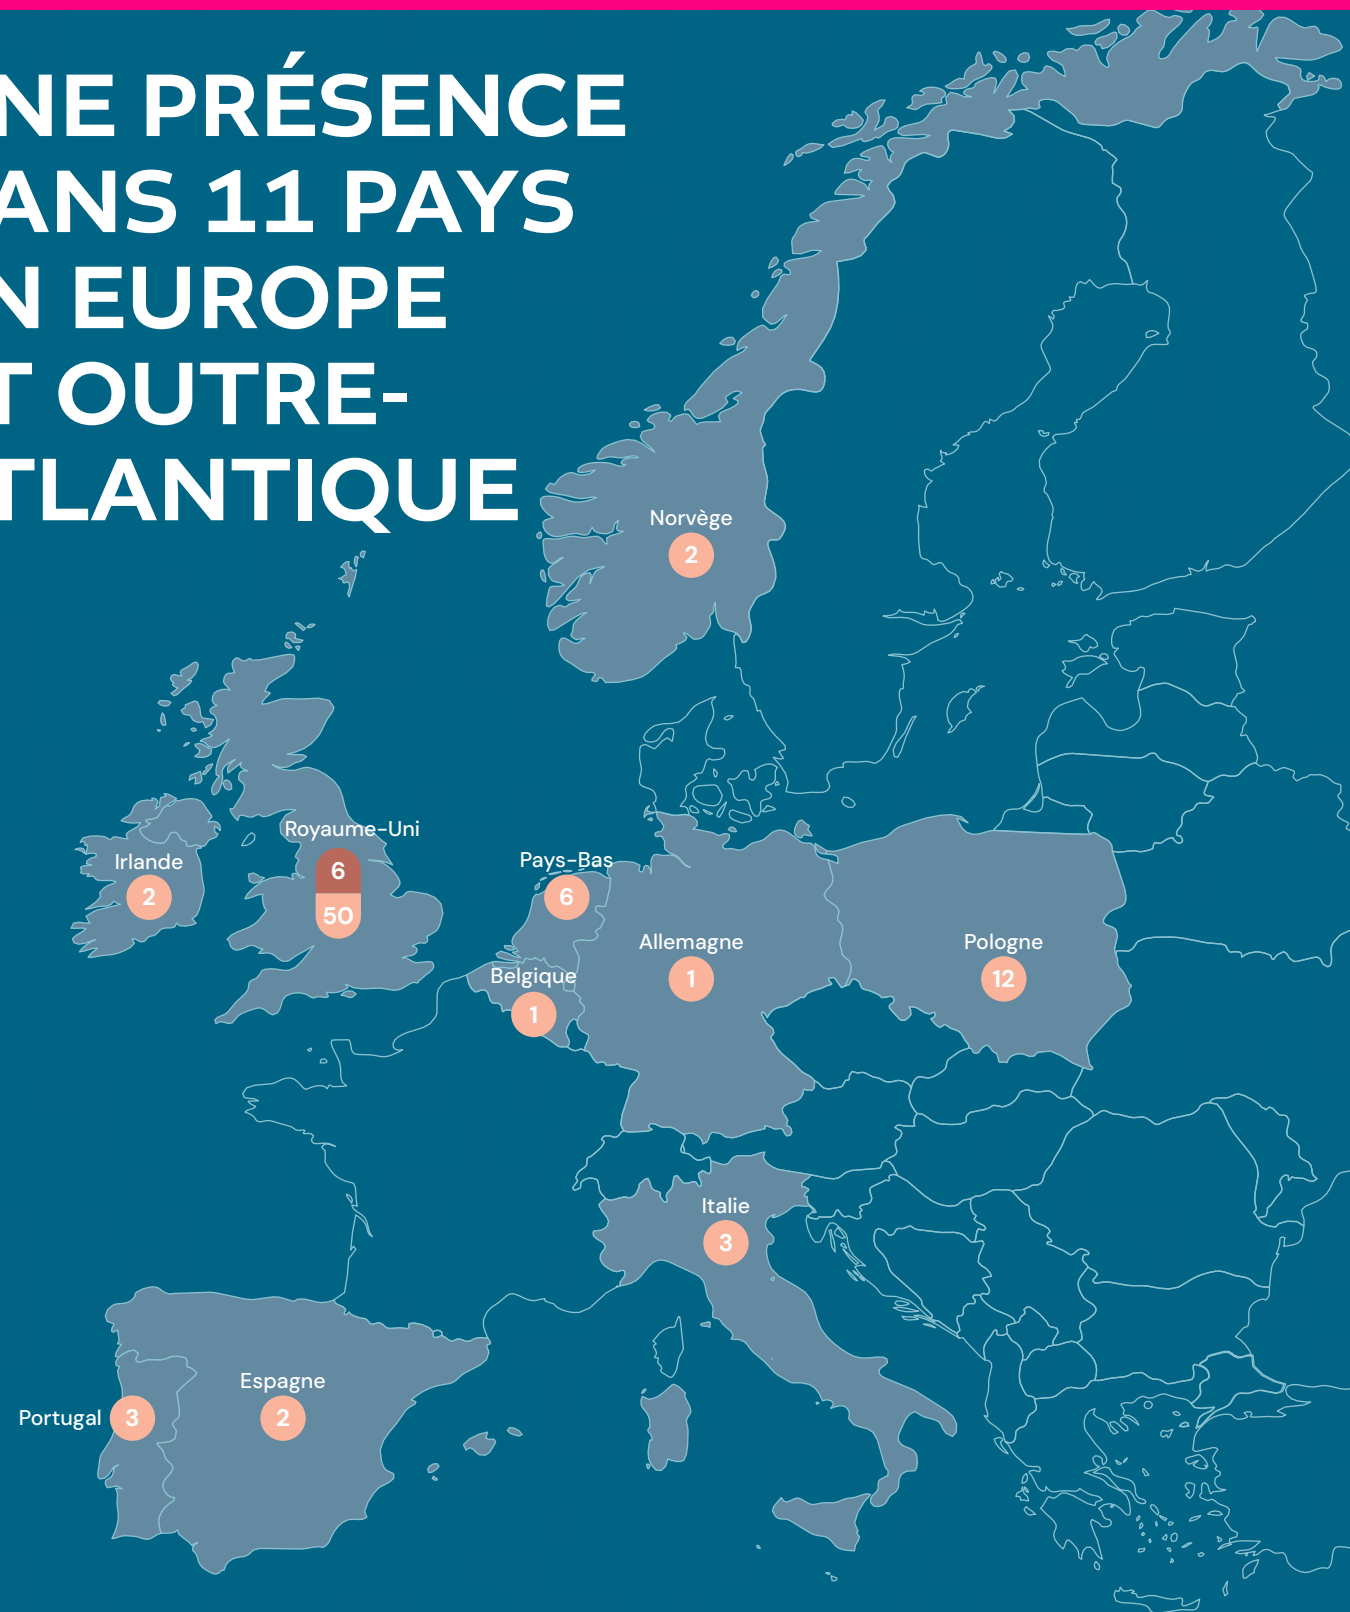 NE PRÉSENCE
ANS 11 PAYS
N EUROPE
T OUTRE-
TLANTIQUE
Norvège
2
Royaume-Uni
6
50
Irlande
2
Pays-Bas
6
Allemagne
1
Pologne
12
Belgique
1
Italie
3
Espagne
2
Portugal 3